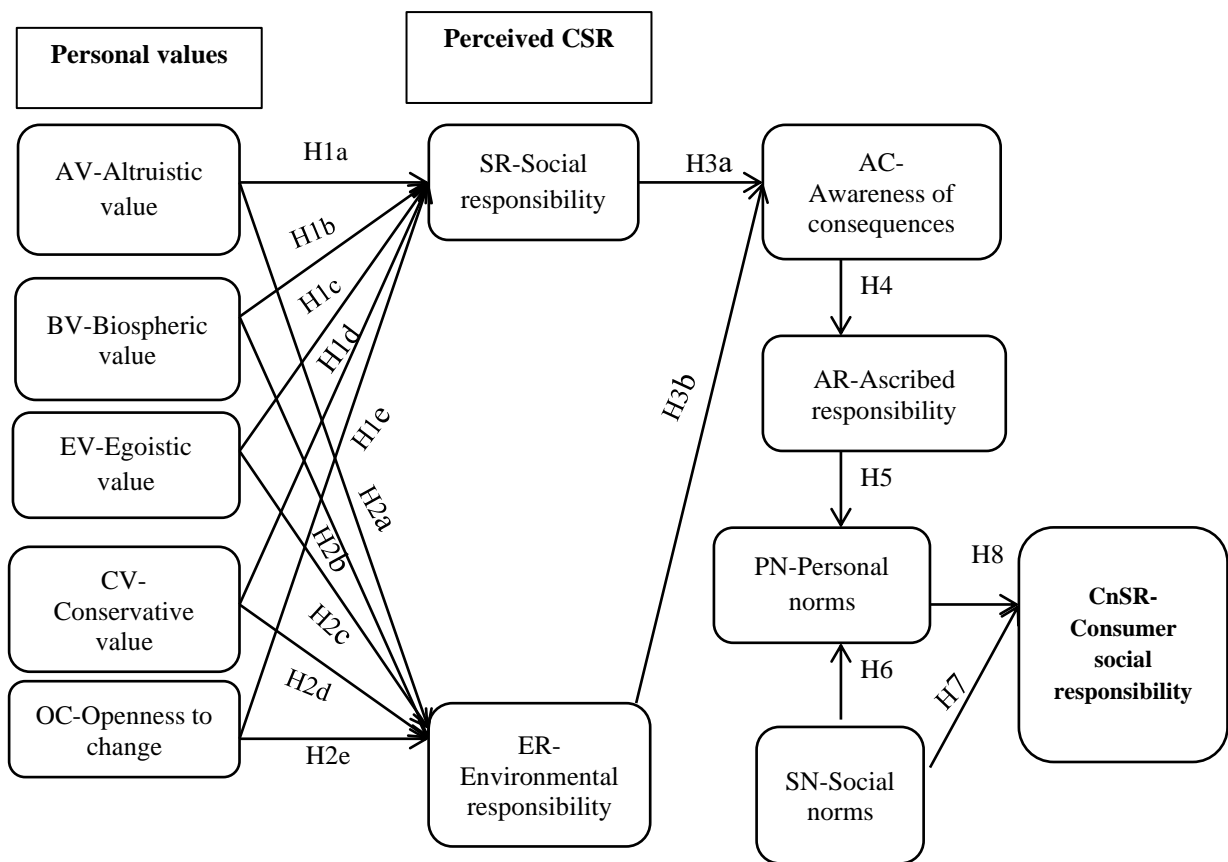 Personal values
Perceived CSR
AV-Altruistic
value
H1a
SR-Social
responsibility
H3a
AC-
Awareness of
consequences
H1b
H1c
H1d
H1e
BV-Biospheric
value
H4
H3b
AR-Ascribed
responsibility
EV-Egoistic
value
H5
H2a
H2b
H2c
H2d
H2e
CV-
Conservative
value
OC-Openness to
change
ER-
Environmental
responsibility
PN-Personal
norms
H8
H6
H7
CnSR-
Consumer
social
responsibility
SN-Social
norms